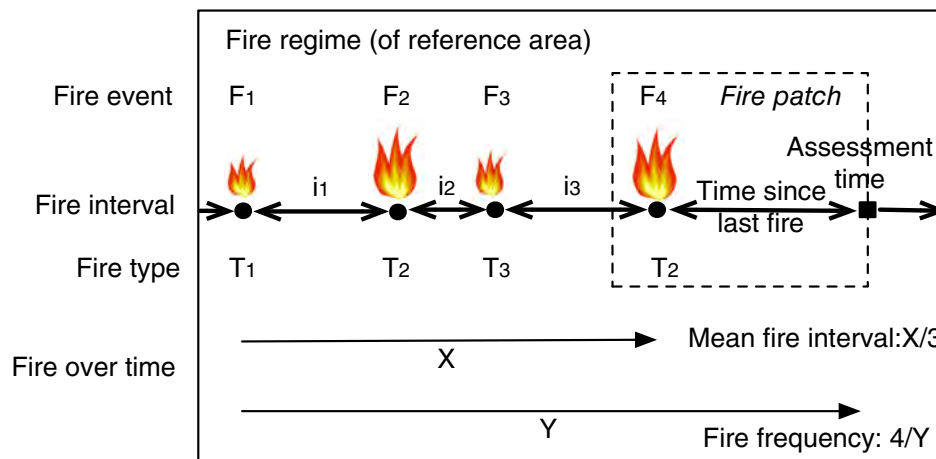 Fire regime (of reference area)
Fire event F1 F2 F3 F4 Fire patch
Assessment
time
Fire interval i1 i2 i3 Time since
last fire
Fire type T1 T2 T3 T2
X Mean fire interval:X/3
Fire over time
Y
Fire frequency: 4/Y